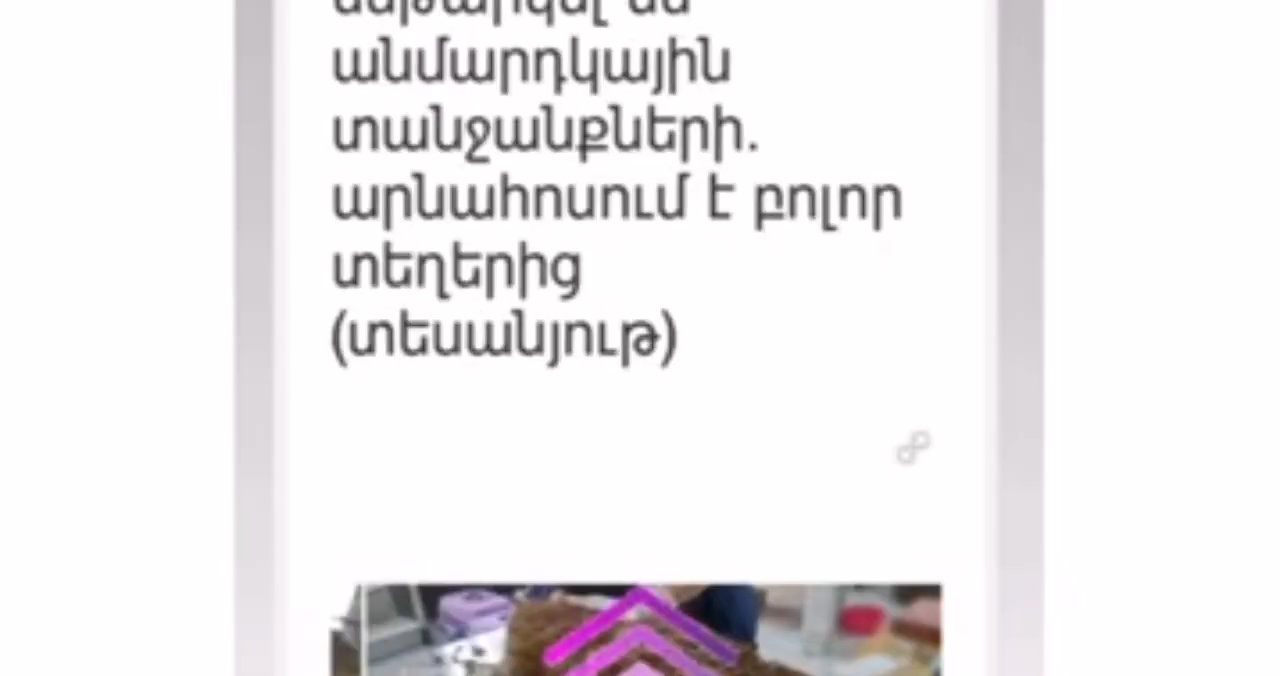 անմարդկային
տանջանքների.
արնահոսում է բոլոր
տեղերից
(տեսանյութ)